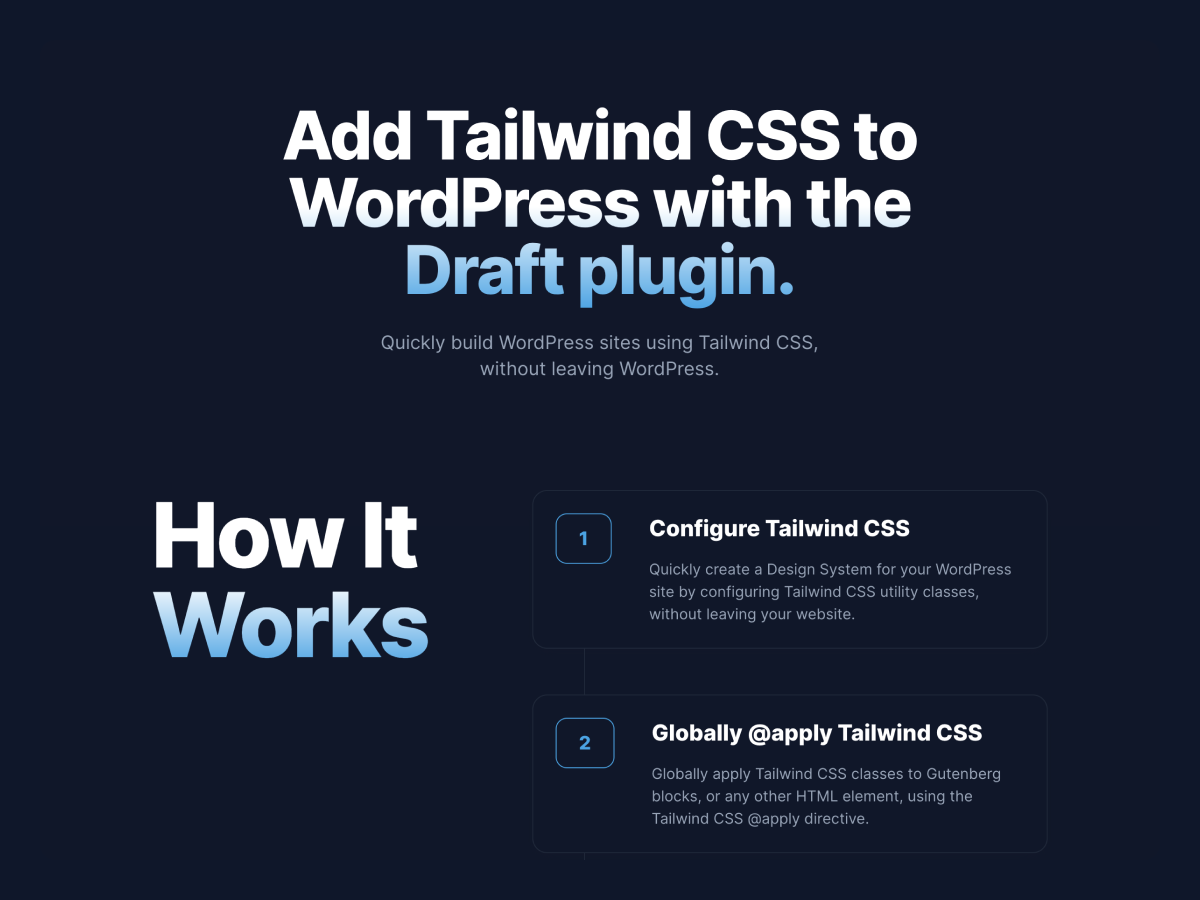 Add Tailwind CSS to
WordPress with the
Draft plugin.
Quickly build WordPress sites using Tailwind CSS,
without leaving WordPress.
How It
Works
1
Configure Tailwind CSS
Quickly create a Design System for your WordPress
site by configuring Tailwind CSS utility classes,
without leaving your website.
2
Globally @apply Tailwind CSS
Globally apply Tailwind CSS classes to Gutenberg
blocks, or any other HTML element, using the
Tailwind CSS @apply directive.